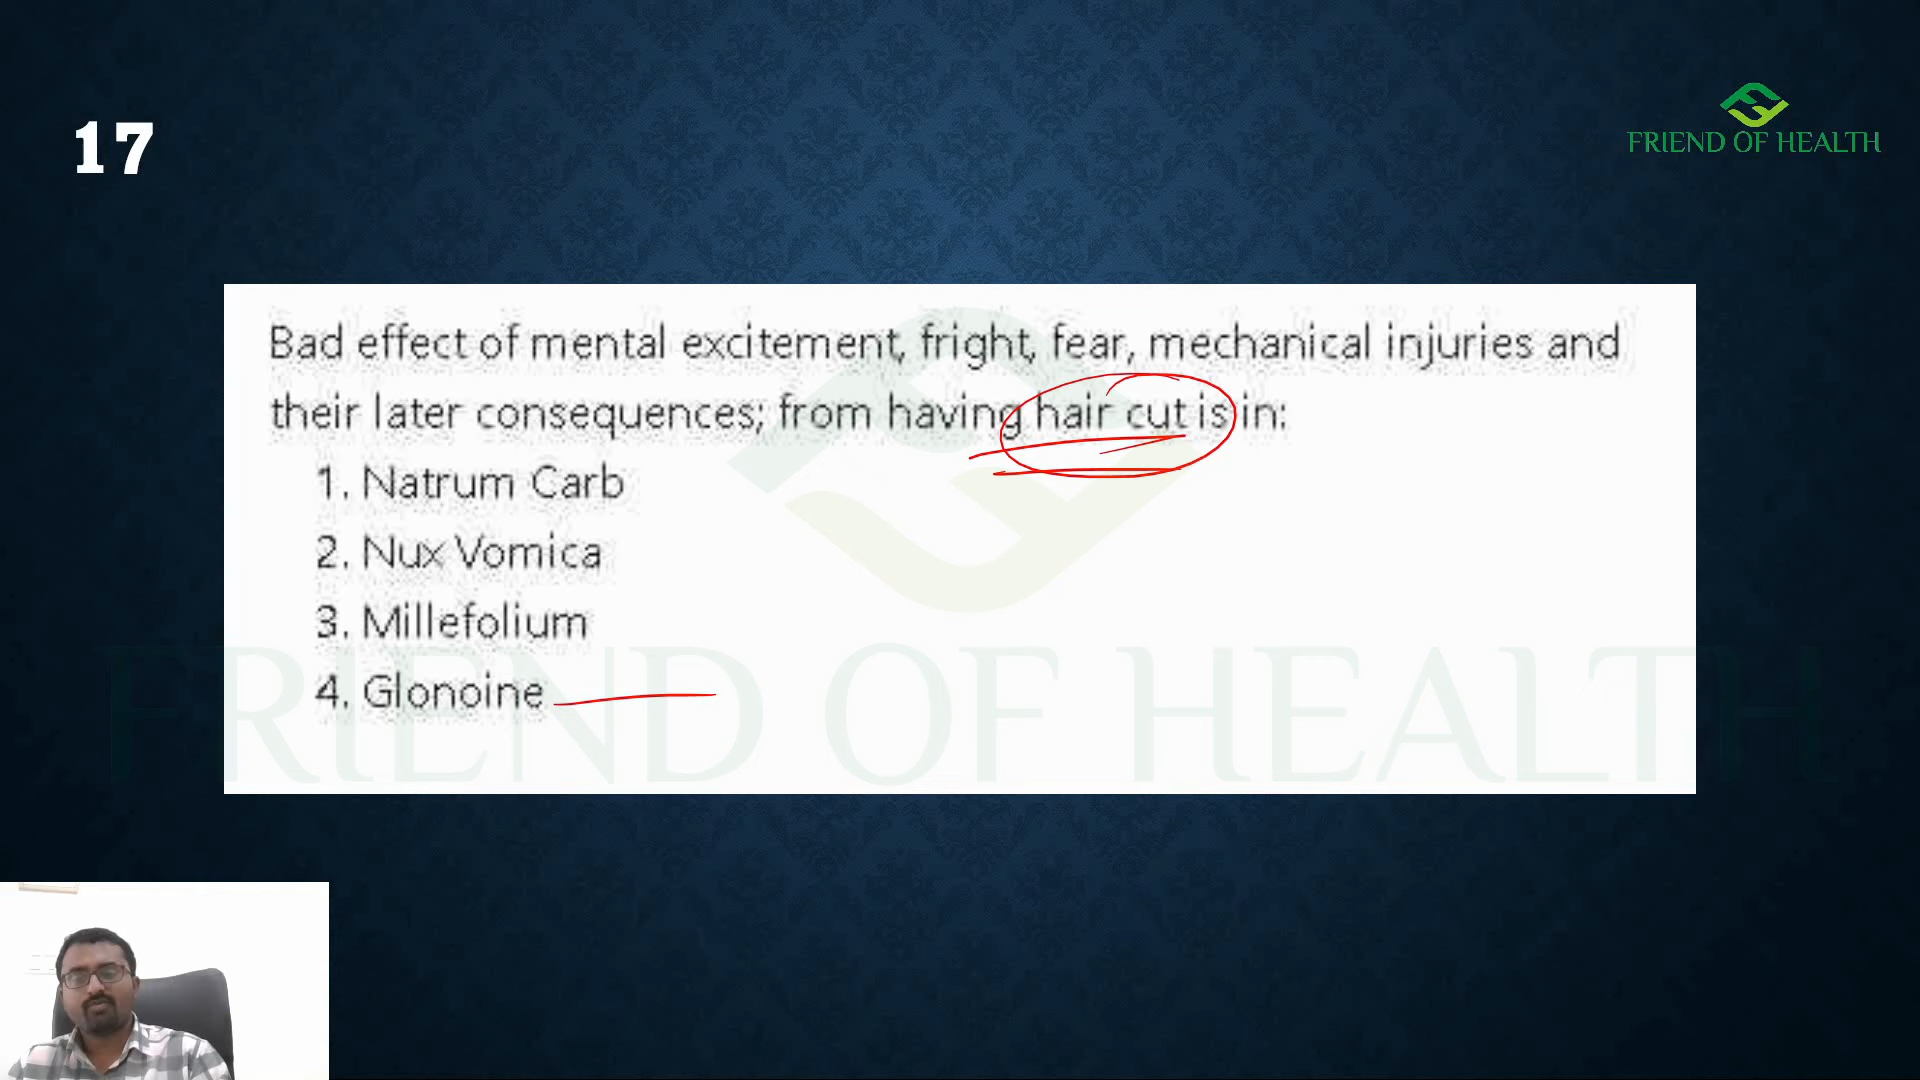 17
FRIEND OF HEALTH
Bad effect of mental excitement, fright, fear, mechanical injuries and
their later consequences; from having hair cut is in:
1. Natrum Carb
2. Nux Vomica
3. Millefolium
4. Glonoine
FRIEND OF HEALTH